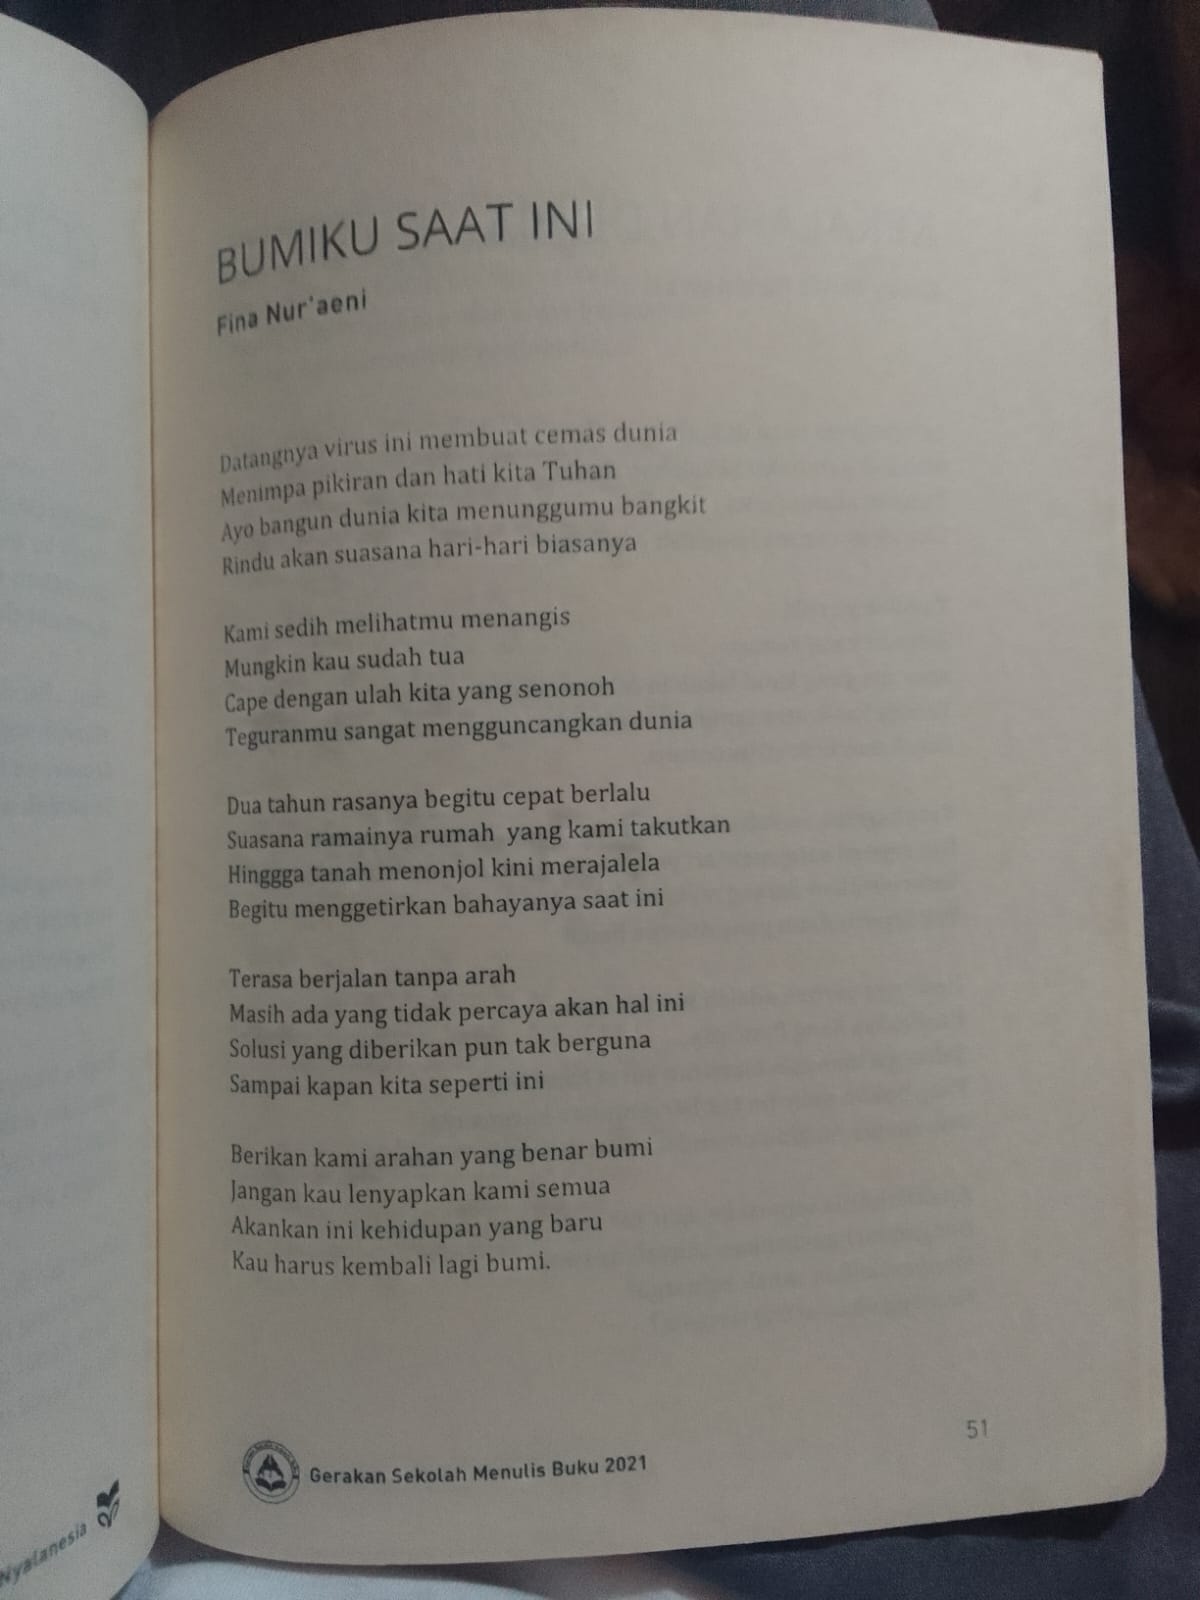 BUMIKU SAAT INI
Fina Nur'aeni
Datangnya virus ini membuat cemas dunia
Menimpa pikiran dan hati kita Tuhan
Ayo bangun dunia kita menunggumu bangkit
Rindu akan suasana hari-hari biasanya
Kami sedih melihatmu menangis
Mungkin kau sudah tua
Cape dengan ulah kita yang senonoh
Teguranmu sangat mengguncangkan dunia
Dua tahun rasanya begitu cepat berlalu
Suasana ramainya rumah yang kami takutkan
Hinggga tanah menonjol kini merajalela
Begitu menggetirkan bahayanya saat ini
Terasa berjalan tanpa arah
Masih ada yang tidak percaya akan hal ini
Solusi yang diberikan pun tak berguna
Sampai kapan kita seperti ini
Berikan kami arahan yang benar bumi
Jangan kau lenyapkan kami semua
Akankan ini kehidupan yang baru
Kau harus kembali lagi bumi.
51
Gerakan Sekolah Menulis Buku 2021
Nyalanesia